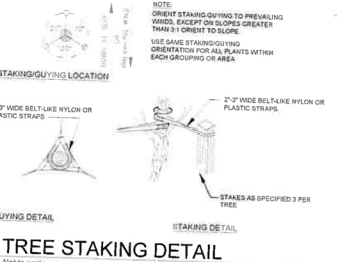 NOTE:
ORIENT STAKING/GUYING TO PREVAILING
WINDS, EXCEPT ON SLOPES GREATER
THAN 3:1 ORIENT TO SLOPE.
USE SAME STAKING/GUYING
ORIENTATION FOR ALL PLANTS WITHIN
EACH GROUPING OR AREA
STAKING/GUYING LOCATION
3" WIDE BELT-LIKE NYLON OR
ASTIC STRAPS
2"-3" WIDE BELT-LIKE NYLON OR
PLASTIC STRAPS
STAKES AS SPECIFIED 3 PER
TREE
UYING DETAIL
STAKING DETAIL
TREE STAKING DETAIL